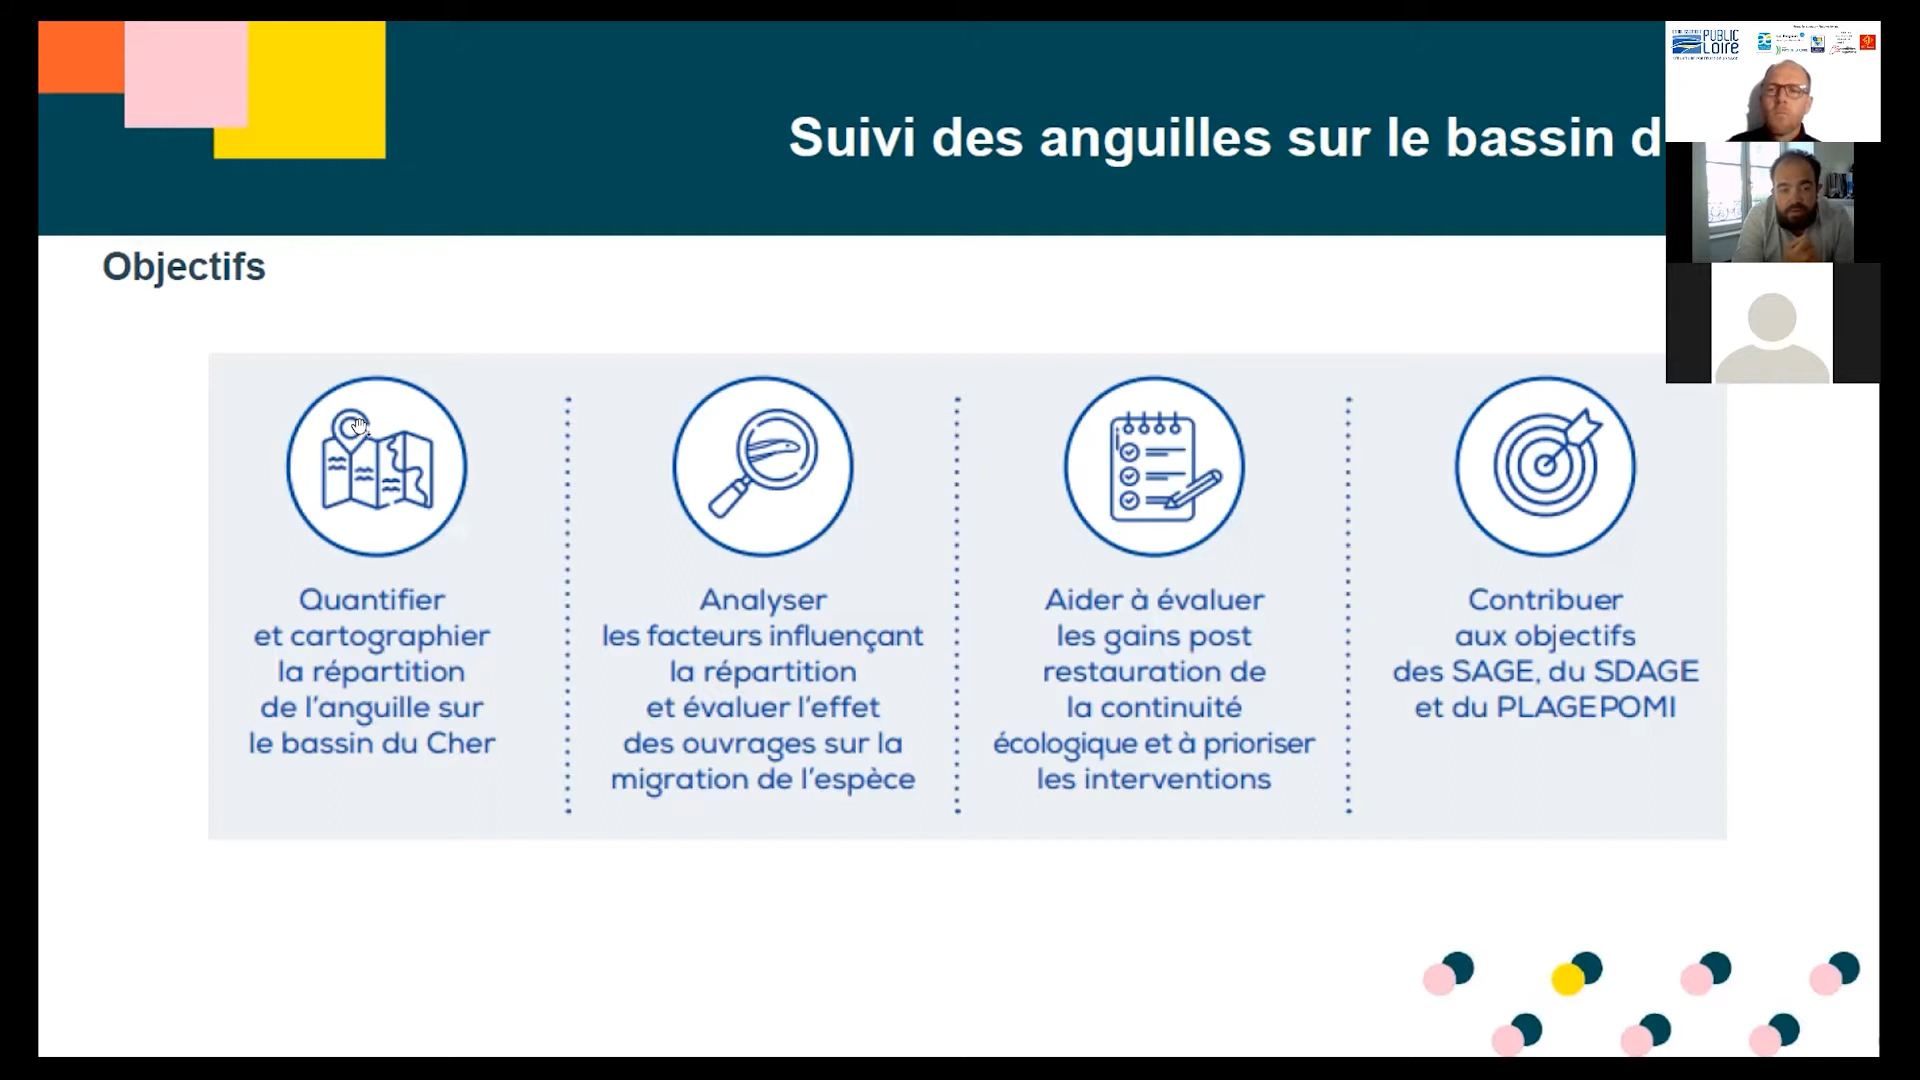 Suivi des anguilles sur le bassin d
PUBLIC
LOIRE
Objectifs
Quantifier
et cartographier
la répartition
de l'anguille sur
le bassin du Cher
Analyser
les facteurs influençant
la répartition
et évaluer l'effet
des ouvrages sur la
migration de l'espèce
Aider à évaluer
les gains post
restauration de
la continuité
écologique et à prioriser
les interventions
Contribuer
aux objectifs
des SAGE, du SDAGE
et du PLAGEPOMI